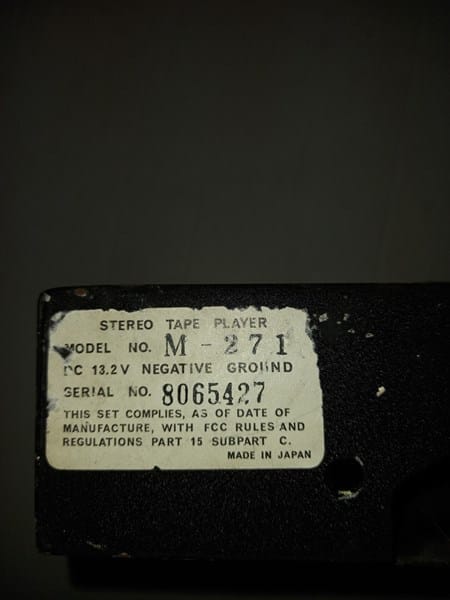 STEREO TAPE PLAYER
MODEL NO. M-271
DC 13.2V NEGATIVE GROUND
SERIAL NO. 8065427
THIS SET COMPLIES, AS OF DATE OF
MANUFACTURE, WITH FCC RULES AND
REGULATIONS PART 15 SUBPART C.
MADE IN JAPAN